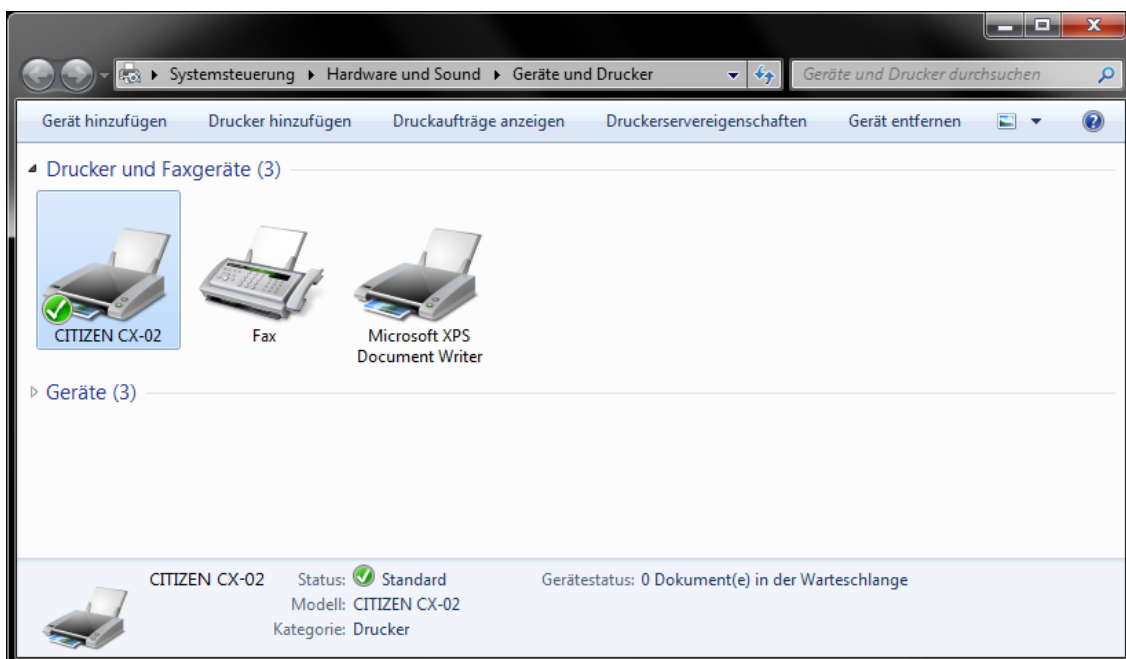 Systemsteuerung ▸ Hardware und Sound ▸ Geräte und Drucker
Geräte und Drucker durchsuchen
Gerät hinzufügen Drucker hinzufügen Druckaufträge anzeigen Druckerservereigenschaften Gerät entfernen
Drucker und Faxgeräte (3)
CITIZEN CX-02
Fax
Microsoft XPS
Document Writer
Geräte (3)
CITIZEN CX-02 Status: Standard Gerätestatus: 0 Dokument(e) in der Warteschlange
Modell: CITIZEN CX-02
Kategorie: Drucker